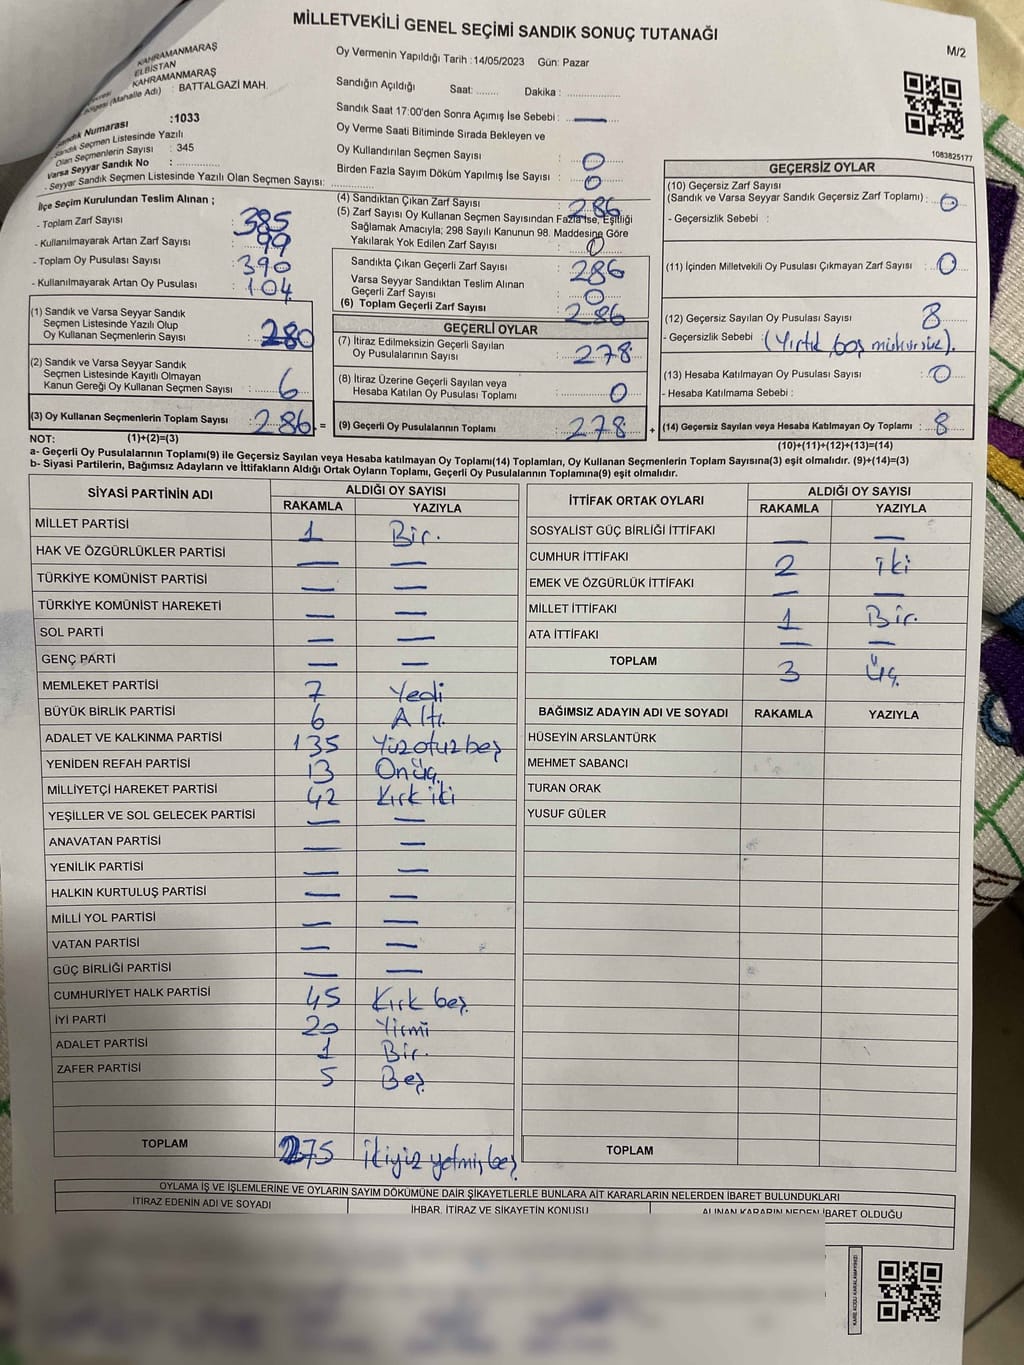 MİLLETVEKİLİ GENEL SEÇİMİ SANDIK SONUÇ TUTANAĞI
M/2
KAHRAMANMARAŞ
ELBİSTAN
KAHRAMANMARAŞ
(Mahalle Adı) : BATTALGAZİ MAH.
Sandık Numarası :1033
Sandık Seçmen Listesinde Yazılı
Olan Seçmenlerin Sayısı : 345
Varsa Seyyar Sandık No :
- Seyyar Sandık Seçmen Listesinde Yazılı Olan Seçmen Sayısı:
İlçe Seçim Kurulundan Teslim Alınan ;
- Toplam Zarf Sayısı 385
- Kullanılmayarak Artan Zarf Sayısı 99
- Toplam Oy Pusulası Sayısı 390
- Kullanılmayarak Artan Oy Pusulası 104
(1) Sandık ve Varsa Seyyar Sandık
Seçmen Listesinde Yazılı Olup
Oy Kullanan Seçmenlerin Sayısı 280
(2) Sandık ve Varsa Seyyar Sandık
Seçmen Listesinde Kayıtlı Olmayan
Kanun Gereği Oy Kullanan Seçmen Sayısı 6
(3) Oy Kullanan Seçmenlerin Toplam Sayısı 286 =
Oy Vermenin Yapıldığı Tarih :14/05/2023 Gün: Pazar
Sandığın Açıldığı Saat: Dakika :
Sandık Saat 17:00'den Sonra Açımış İse Sebebi : —
Oy Verme Saati Bitiminde Sırada Bekleyen ve
Oy Kullandırılan Seçmen Sayısı : 0
Birden Fazla Sayım Döküm Yapılmış İse Sayısı : 0
(4) Sandıktan Çıkan Zarf Sayısı 286
(5) Zarf Sayısı Oy Kullanan Seçmen Sayısından Fazla İse, Eşitliği
Sağlamak Amacıyla; 298 Sayılı Kanunun 98. Maddesine Göre
Yakılarak Yok Edilen Zarf Sayısı 0
Sandıkta Çıkan Geçerli Zarf Sayısı 286
Varsa Seyyar Sandıktan Teslim Alınan
Geçerli Zarf Sayısı 0
(6) Toplam Geçerli Zarf Sayısı 286
GEÇERLİ OYLAR
(7) İtiraz Edilmeksizin Geçerli Sayılan
Oy Pusulalarının Sayısı 278
(8) İtiraz Üzerine Geçerli Sayılan veya
Hesaba Katılan Oy Pusulası Toplamı 0
(9) Geçerli Oy Pusulalarının Toplamı 278 +
1083825177
GEÇERSİZ OYLAR
(10) Geçersiz Zarf Sayısı
(Sandık ve Varsa Seyyar Sandık Geçersiz Zarf Toplamı) : 0
- Geçersizlik Sebebi :
(11) İçinden Milletvekili Oy Pusulası Çıkmayan Zarf Sayısı : 0
(12) Geçersiz Sayılan Oy Pusulası Sayısı 8
- Geçersizlik Sebebi : (Yırtık, boş
(13) Hesaba Katılmayan Oy Pusulası Sayısı : 0
- Hesaba Katılmama Sebebi :
(14) Geçersiz Sayılan veya Hesaba Katılmayan Oy Toplamı : 8
NOT: (1)+(2)=(3)
(10)+(11)+(12)+(13)=(14)
a- Geçerli Oy Pusulalarının Toplamı(9) ile Geçersiz Sayılan veya Hesaba katılmayan Oy Toplamı(14) Toplamları, Oy Kullanan Seçmenlerin Toplam Sayısına(3) eşit olmalıdır. (9)+(14)=(3)
b- Siyasi Partilerin, Bağımsız Adayların ve İttifakların Aldığı Ortak Oyların Toplamı, Geçerli Oy Pusulalarının Toplamına(9) eşit olmalıdır.
SİYASİ PARTİNİN ADI ALDIĞI OY SAYISI
RAKAMLA YAZIYLA
MİLLET PARTİSİ 1 Bir.
HAK VE ÖZGÜRLÜKLER PARTİSİ — —
TÜRKİYE KOMÜNİST PARTİSİ — —
TÜRKİYE KOMÜNİST HAREKETİ — —
SOL PARTİ — —
GENÇ PARTİ — —
MEMLEKET PARTİSİ 7 Yedi
BÜYÜK BİRLİK PARTİSİ 6 Altı.
ADALET VE KALKINMA PARTİSİ 135 Yüzotuzbeş
YENİDEN REFAH PARTİSİ 13 Onüç.
MİLLİYETÇİ HAREKET PARTİSİ 42 Kırk iki
YEŞİLLER VE SOL GELECEK PARTİSİ — —
ANAVATAN PARTİSİ — —
YENİLİK PARTİSİ — —
HALKIN KURTULUŞ PARTİSİ — —
MİLLİ YOL PARTİSİ — —
VATAN PARTİSİ — —
GÜÇ BİRLİĞİ PARTİSİ — —
CUMHURİYET HALK PARTİSİ 45 Kırk beş.
İYİ PARTİ 20 Yirmi
ADALET PARTİSİ 1 Bir.
ZAFER PARTİSİ 5 Beş
TOPLAM 275 İkiyüz yetmiş beş
İTTİFAK ORTAK OYLARI ALDIĞI OY SAYISI
RAKAMLA YAZIYLA
SOSYALİST GÜÇ BİRLİĞİ İTTİFAKI — —
CUMHUR İTTİFAKI 2 iki
EMEK VE ÖZGÜRLÜK İTTİFAKI — —
MİLLET İTTİFAKI 1 Bir.
ATA İTTİFAKI — —
TOPLAM 3 Üç.
BAĞIMSIZ ADAYIN ADI VE SOYADI RAKAMLA YAZIYLA
HÜSEYİN ARSLANTÜRK
MEHMET SABANCI
TURAN ORAK
YUSUF GÜLER
TOPLAM
OYLAMA İŞ VE İŞLEMLERİNE VE OYLARIN SAYIM DÖKÜMÜNE DAİR ŞİKAYETLERLE BUNLARA AİT KARARLARIN NELERDEN İBARET BULUNDUKLARI
İTİRAZ EDENİN ADI VE SOYADI İHBAR, İTİRAZ VE ŞİKAYETİN KONUSU ALINAN KARARIN NEDEN İBARET OLDUĞU